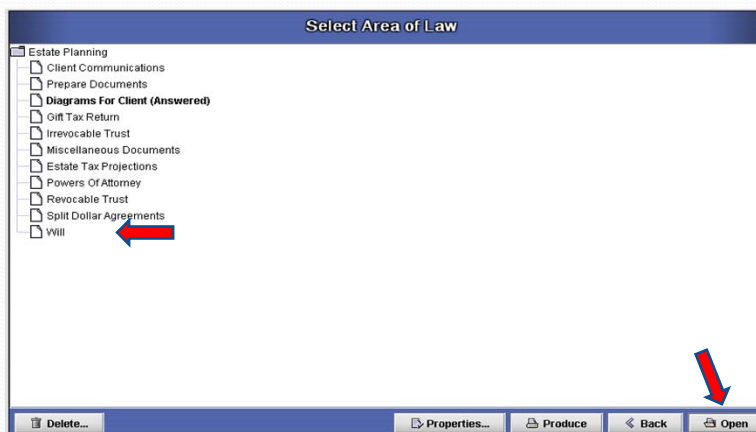 Select Area of Law
Estate Planning
Client Communications
Prepare Documents
Diagrams For Client (Answered)
Gift Tax Return
Irrevocable Trust
Miscellaneous Documents
Estate Tax Projections
Powers Of Attorney
Revocable Trust
Split Dollar Agreements
Will
Delete... Properties... Produce Back Open